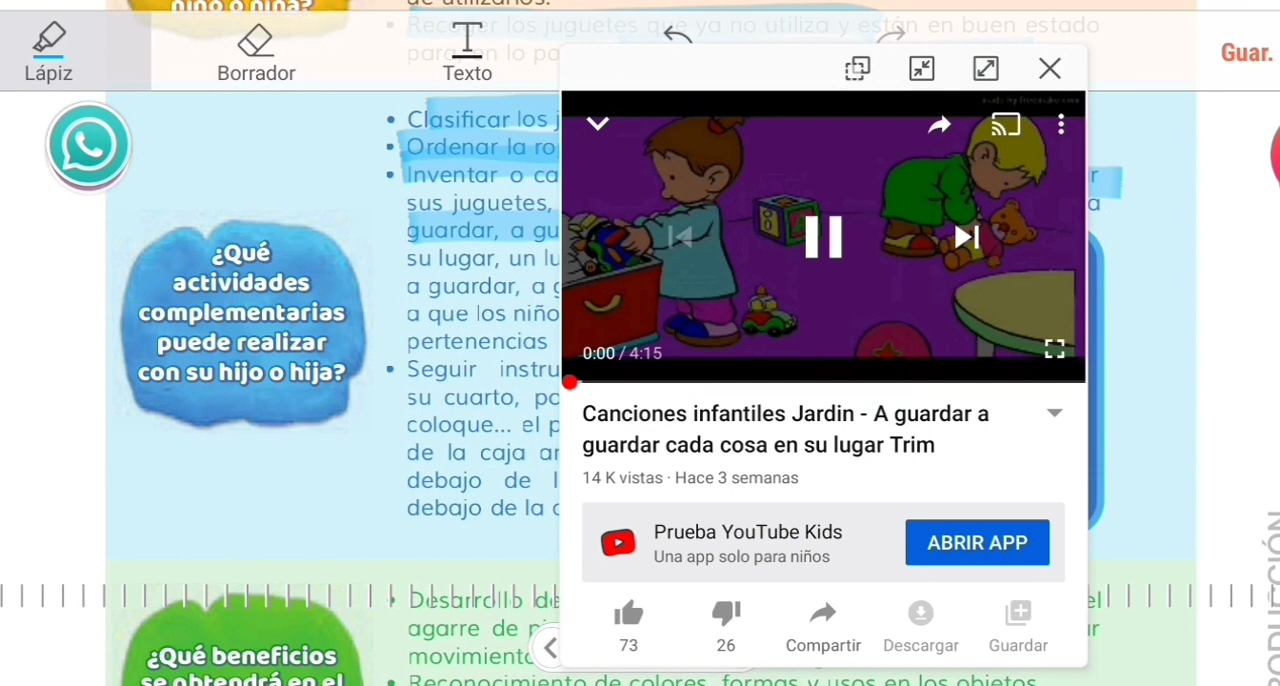 niño o niña?
de utilizarlos.
Recoger los juguetes que ya no utiliza y están en buen estado
Lápiz
Borrador
Texto
Guar.
• Clasificar los j
• Ordenar la ro
• Inventar o ca
sus juguetes,
guardar, a gu
su lugar, un lu
a guardar, a g
a que los niño
pertenencias
• Seguir instru
su cuarto, po
coloque... el p
de la caja ar
debajo de l
debajo de la c
¿Qué
actividades
complementarias
puede realizar
con su hijo o hija?
0:00 / 4:15
Canciones infantiles Jardin - A guardar a
guardar cada cosa en su lugar Trim
14 K vistas · Hace 3 semanas
Prueba YouTube Kids
Una app solo para niños
ABRIR APP
73
26
Compartir
Descargar
Guardar
• Desarrollo de
el
agarre de pi
movimiento
• Reconocimiento de colores, formas y usos en los objetos
¿Qué beneficios
se obtendrá en el